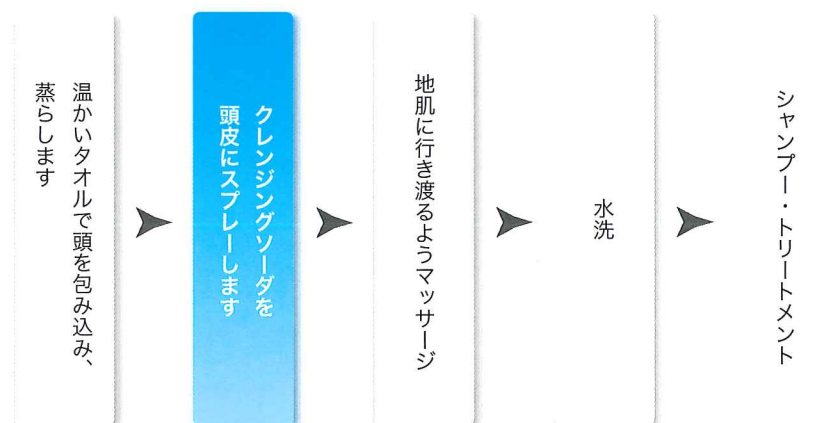 温かいタオルで頭を包み込み、
蒸らします
クレンジングソーダを
頭皮にスプレーします
地肌に行き渡るようマッサージ
水洗
シャンプー・トリートメント